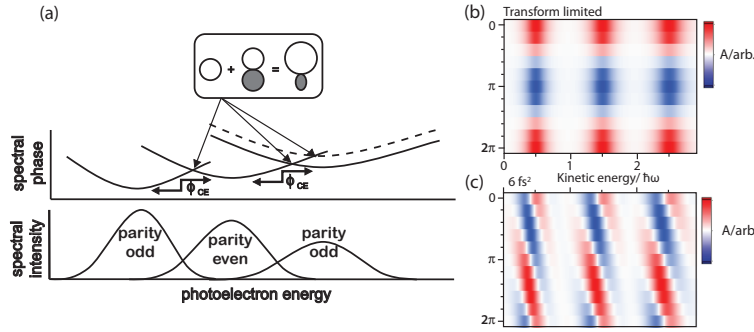 (a)
+
=
spectral
phase
ϕCE
ϕCE
spectral
intensity
parity
odd
parity
even
parity
odd
photoelectron energy
(b)
Transform limited
0
π
2π
0
1
2
A/arb.
Kinetic energy/ ħω
(c)
6 fs²
0
π
2π
A/arb.